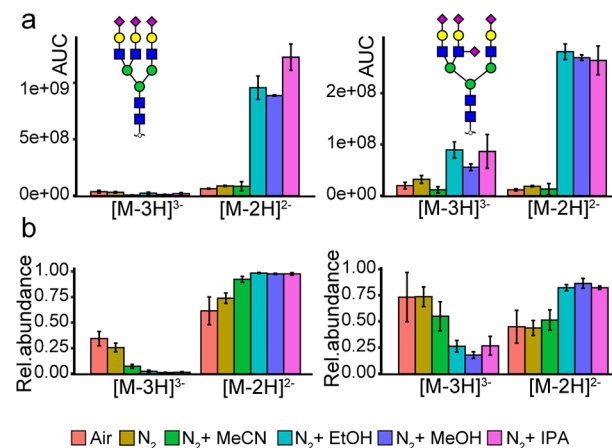 a
AUC
1e+09
5e+08
0e+00
[M-3H]³⁻ [M-2H]²⁻
AUC
2e+08
1e+08
0e+00
[M-3H]³⁻ [M-2H]²⁻
b
Rel.abundance
1.00
0.75
0.50
0.25
0.00
[M-3H]³⁻ [M-2H]²⁻
Rel.abundance
1.00
0.75
0.50
0.25
0.00
[M-3H]³⁻ [M-2H]²⁻
Air N₂ N₂+ MeCN N₂+ EtOH N₂+ MeOH N₂+ IPA